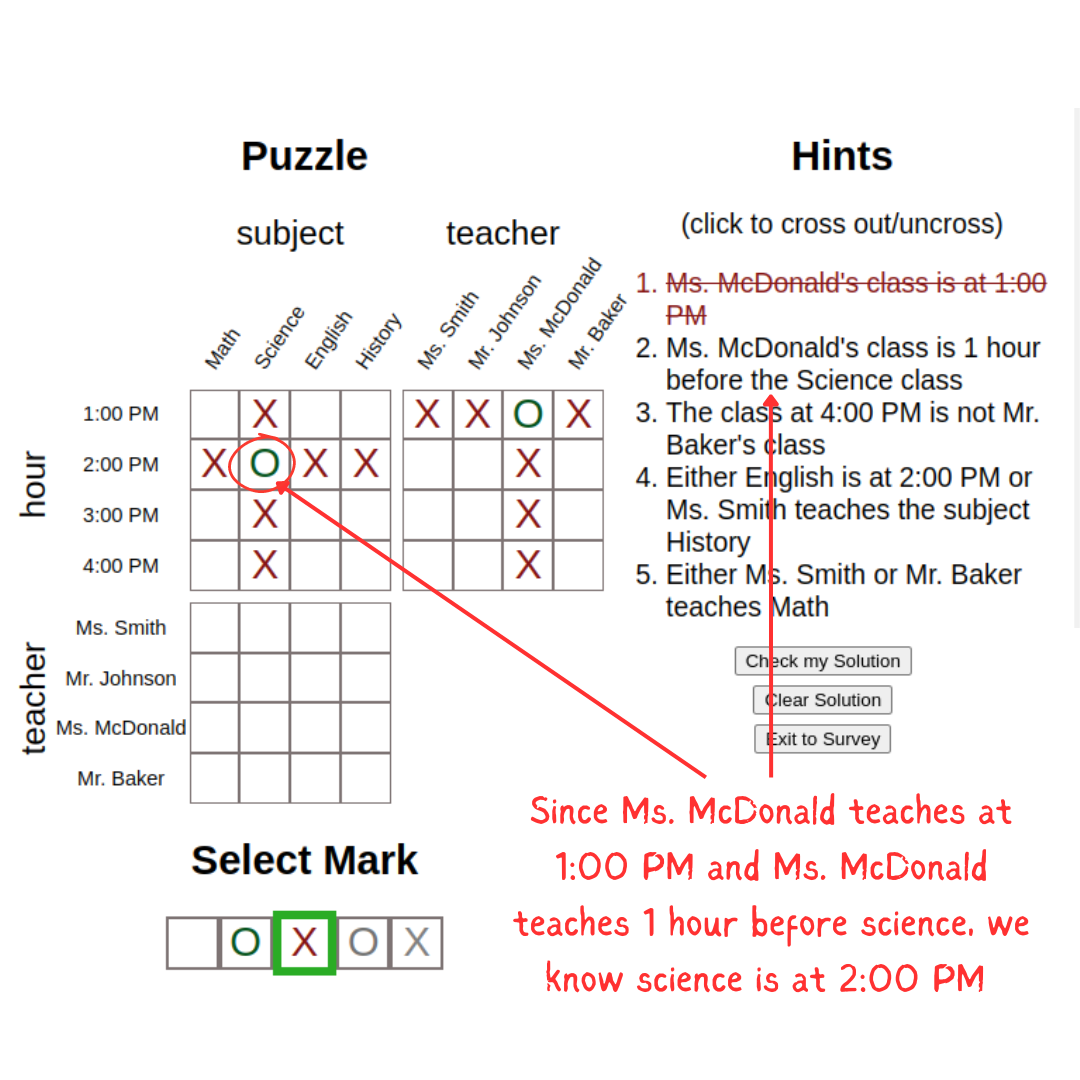 Puzzle
Hints
subject
teacher
(click to cross out/uncross)
Math
Science
English
History
Ms. Smith
Mr. Johnson
Ms. McDonald
Mr. Baker
hour
1:00 PM X X X O X
2:00 PM X O X X X
3:00 PM X X
4:00 PM X X
teacher
Ms. Smith
Mr. Johnson
Ms. McDonald
Mr. Baker
1. Ms. McDonald's class is at 1:00
PM
2. Ms. McDonald's class is 1 hour
before the Science class
3. The class at 4:00 PM is not Mr.
Baker's class
4. Either English is at 2:00 PM or
Ms. Smith teaches the subject
History
5. Either Ms. Smith or Mr. Baker
teaches Math
Check my Solution
Clear Solution
Exit to Survey
Select Mark
O X O X
Since Ms. McDonald teaches at
1:00 PM and Ms. McDonald
teaches 1 hour before science, we
know science is at 2:00 PM